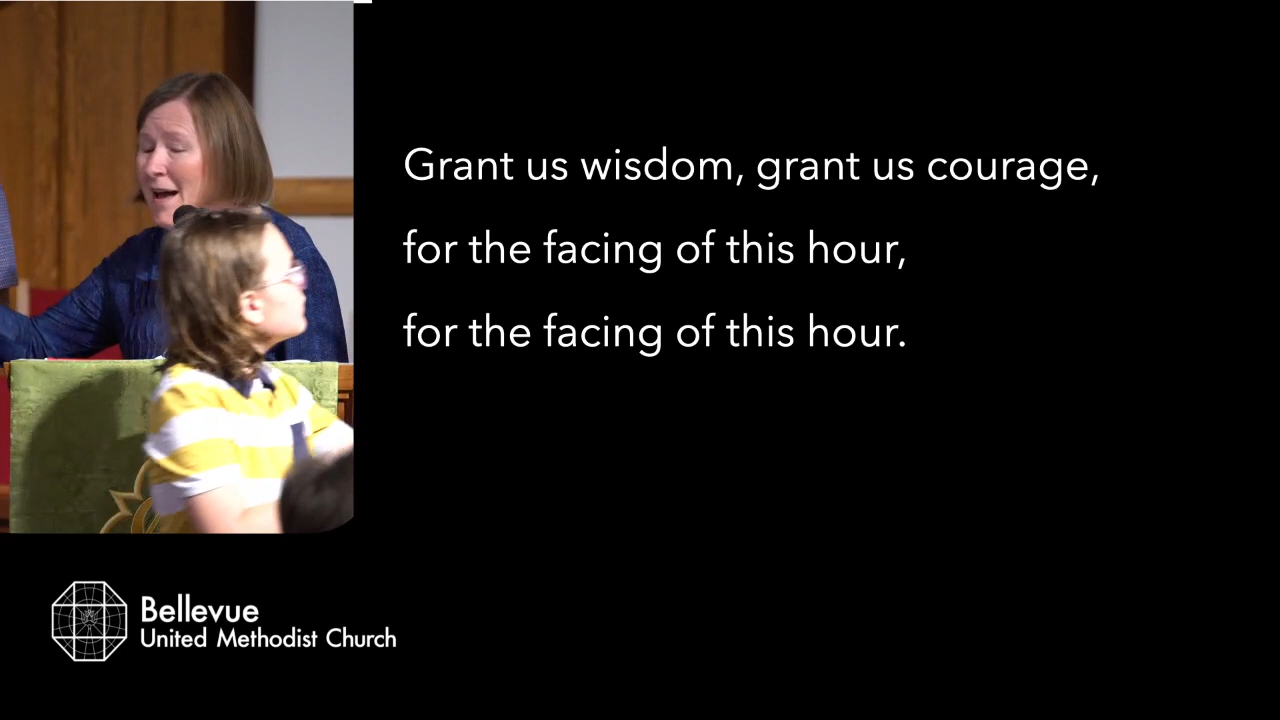 Grant us wisdom, grant us courage,
for the facing of this hour,
for the facing of this hour.
Bellevue
United Methodist Church